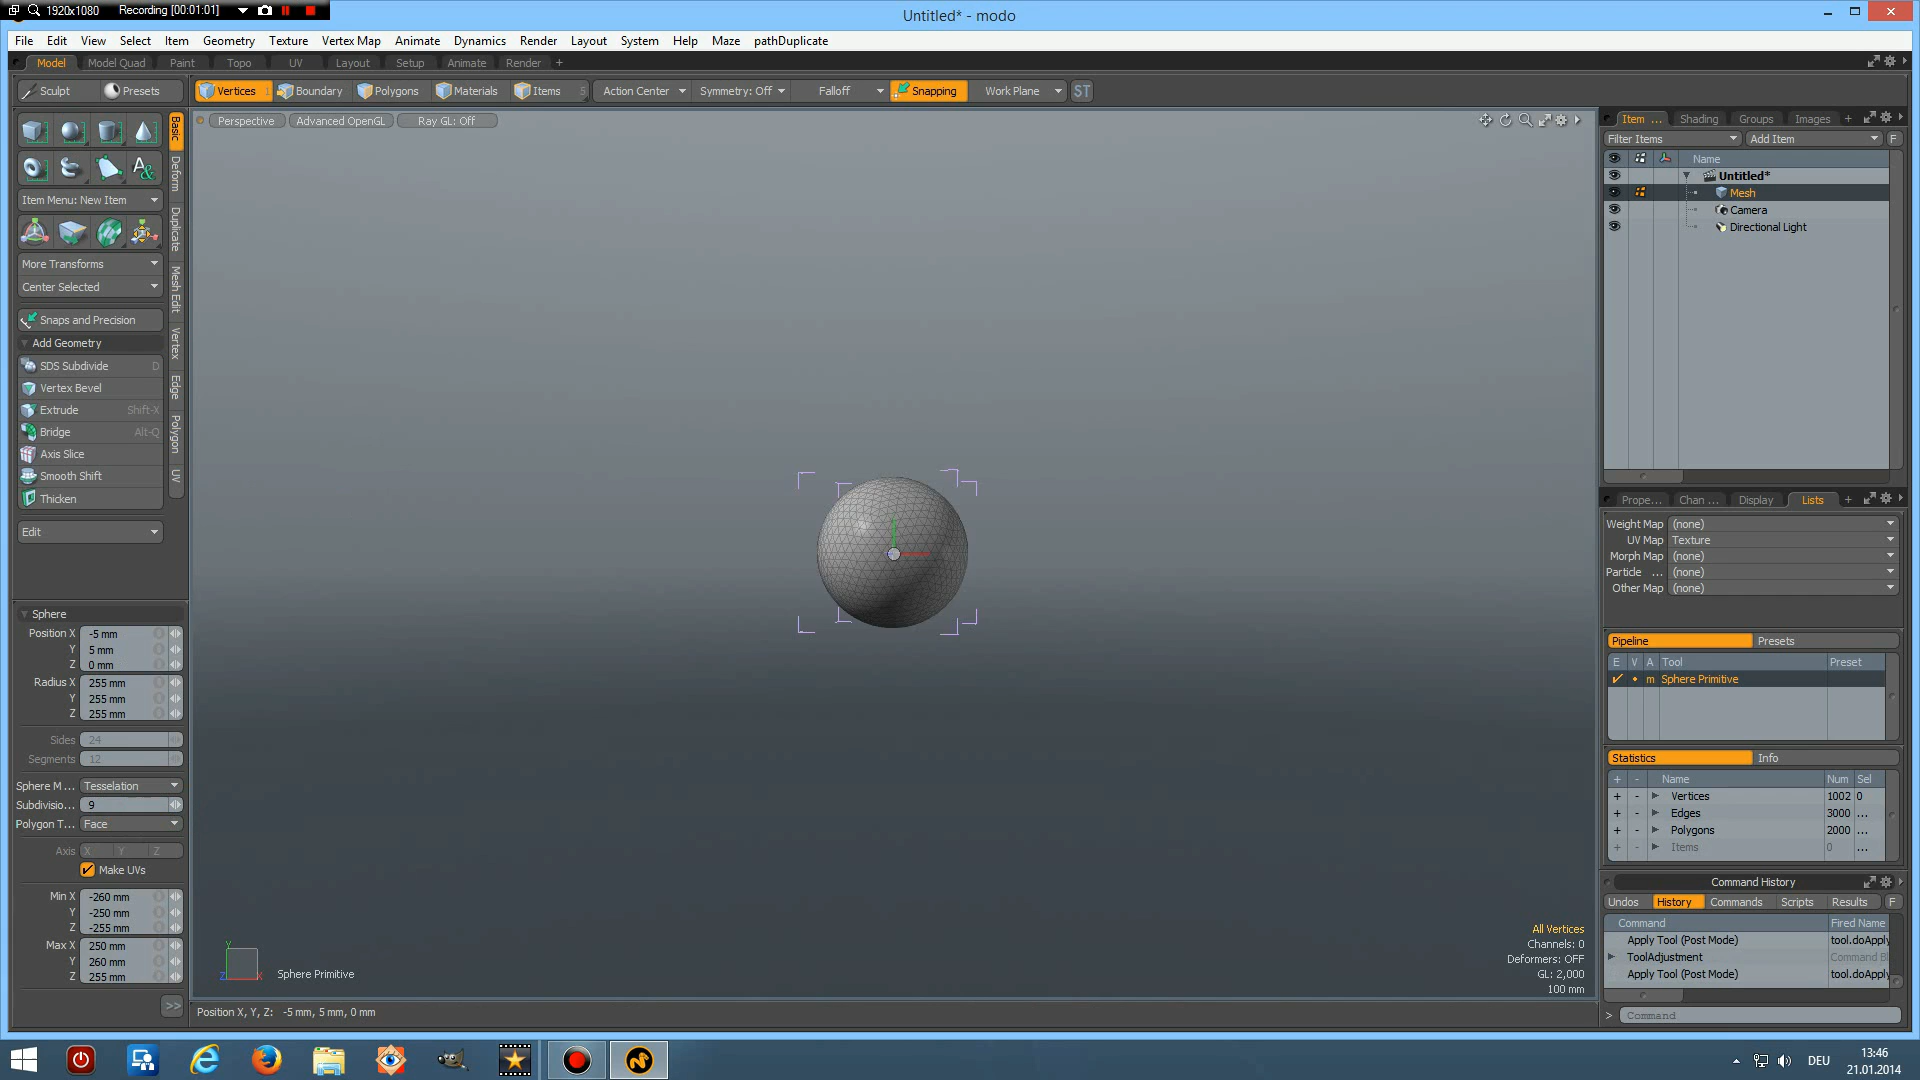 1920x1080 Recording [00:01:01]
Untitled* - modo
File Edit View Select Item Geometry Texture Vertex Map Animate Dynamics Render Layout System Help Maze pathDuplicate
Model Model Quad Paint Topo UV Layout Setup Animate Render +
Sculpt Presets Vertices Boundary Polygons Materials Items 5 Action Center Symmetry: Off Falloff Snapping Work Plane ST
Perspective Advanced OpenGL Ray GL: Off
Basic
Deform
Duplicate
Mesh Edit
Vertex
Edge
Polygon
UV
Item Menu: New Item
More Transforms
Center Selected
Snaps and Precision
Add Geometry
SDS Subdivide D
Vertex Bevel
Extrude Shift-X
Bridge Alt-Q
Axis Slice
Smooth Shift
Thicken
Edit
Sphere
Position X -5 mm
Y 5 mm
Z 0 mm
Radius X 255 mm
Y 255 mm
Z 255 mm
Sides 24
Segments 12
Sphere M ... Tesselation
Subdivisio... 9
Polygon T... Face
Axis X Y Z
Make UVs
Min X -260 mm
Y -250 mm
Z -255 mm
Max X 250 mm
Y 260 mm
Z 255 mm
>>
Y
Z X
Sphere Primitive
All Vertices
Channels: 0
Deformers: OFF
GL: 2,000
100 mm
Position X, Y, Z: -5 mm, 5 mm, 0 mm
Item ... Shading Groups Images +
Filter Items Add Item F
Name
Untitled*
Mesh
Camera
Directional Light
Prope... Chan ... Display Lists +
Weight Map (none)
UV Map Texture
Morph Map (none)
Particle ... (none)
Other Map (none)
Pipeline Presets
E V A Tool Preset
m Sphere Primitive
Statistics Info
+ - Name Num Sel
+ - Vertices 1002 0
+ - Edges 3000 ...
+ - Polygons 2000 ...
+ - Items 0 ...
Command History
Undos History Commands Scripts Results F
Command Fired Name
Apply Tool (Post Mode) tool.doApply
ToolAdjustment Command Bl
Apply Tool (Post Mode) tool.doApply
> Command
DEU
13:46
21.01.2014